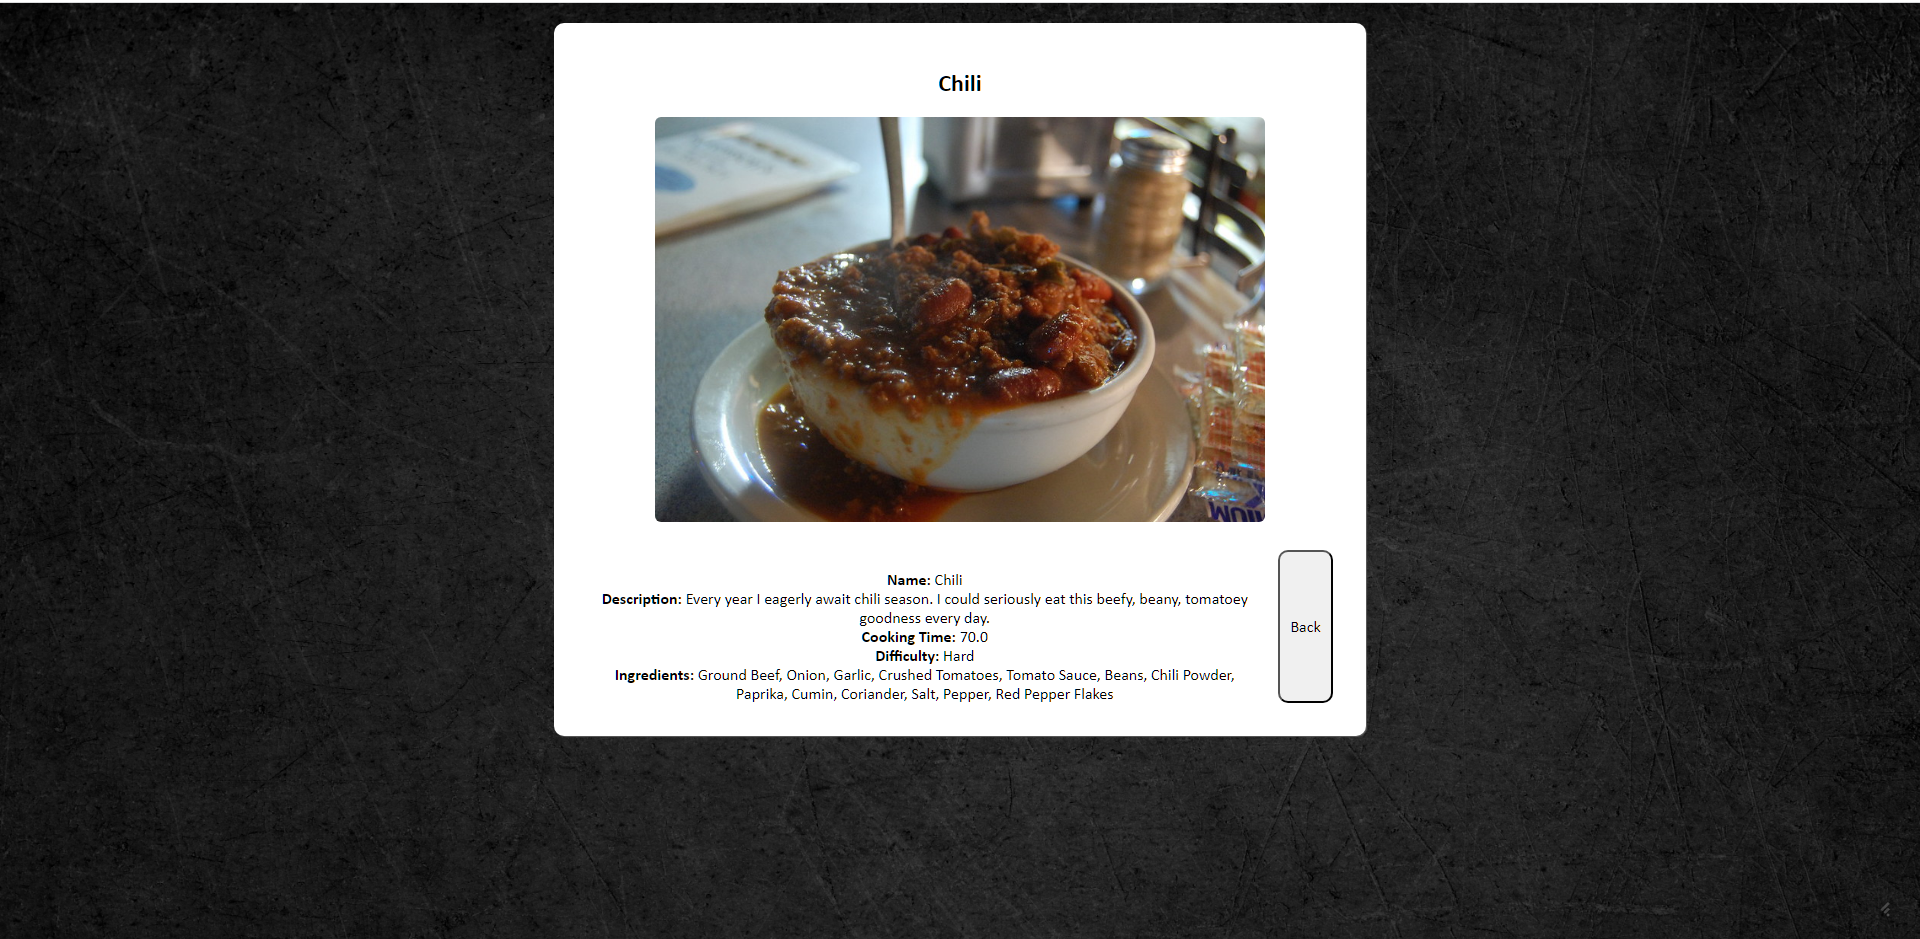 Chili
Name: Chili
Description: Every year I eagerly await chili season. I could seriously eat this beefy, beany, tomatoey
goodness every day.
Cooking Time: 70.0
Difficulty: Hard
Ingredients: Ground Beef, Onion, Garlic, Crushed Tomatoes, Tomato Sauce, Beans, Chili Powder,
Paprika, Cumin, Coriander, Salt, Pepper, Red Pepper Flakes
Back